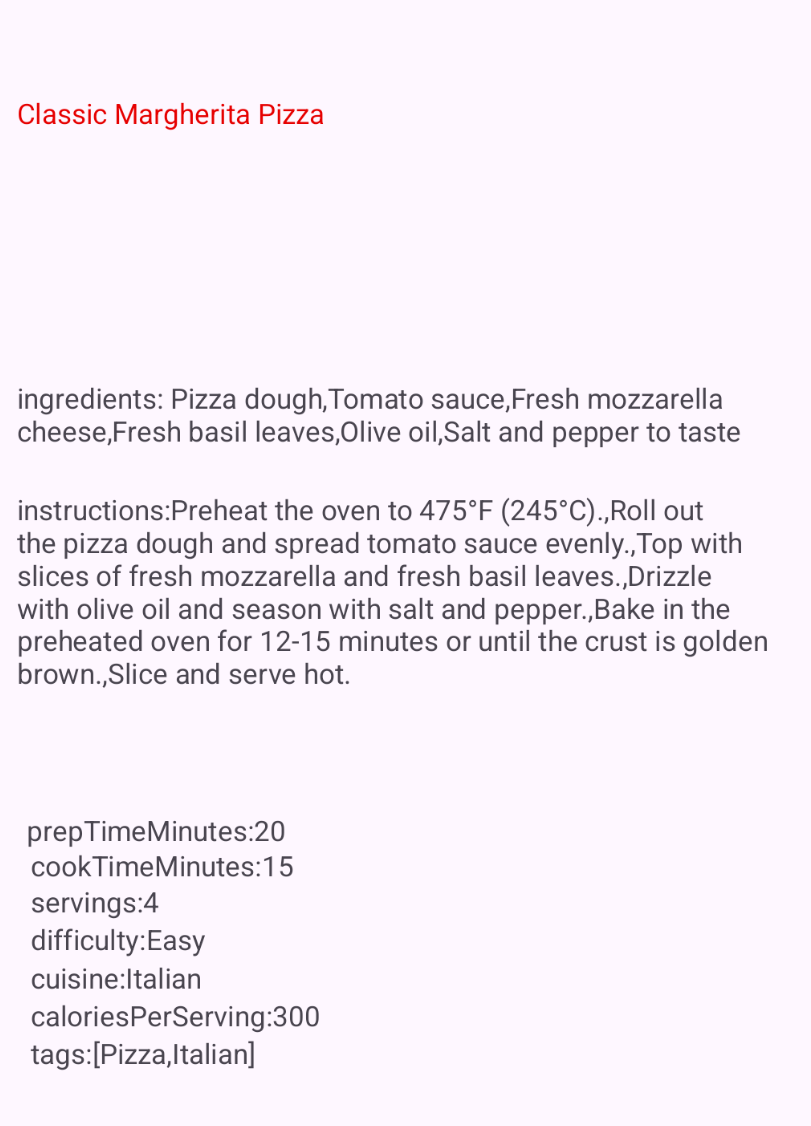 Classic Margherita Pizza
ingredients: Pizza dough,Tomato sauce,Fresh mozzarella
cheese,Fresh basil leaves,Olive oil,Salt and pepper to taste
instructions:Preheat the oven to 475°F (245°C).,Roll out
the pizza dough and spread tomato sauce evenly.,Top with
slices of fresh mozzarella and fresh basil leaves.,Drizzle
with olive oil and season with salt and pepper.,Bake in the
preheated oven for 12-15 minutes or until the crust is golden
brown.,Slice and serve hot.
prepTimeMinutes:20
cookTimeMinutes:15
servings:4
difficulty:Easy
cuisine:Italian
caloriesPerServing:300
tags:[Pizza,Italian]